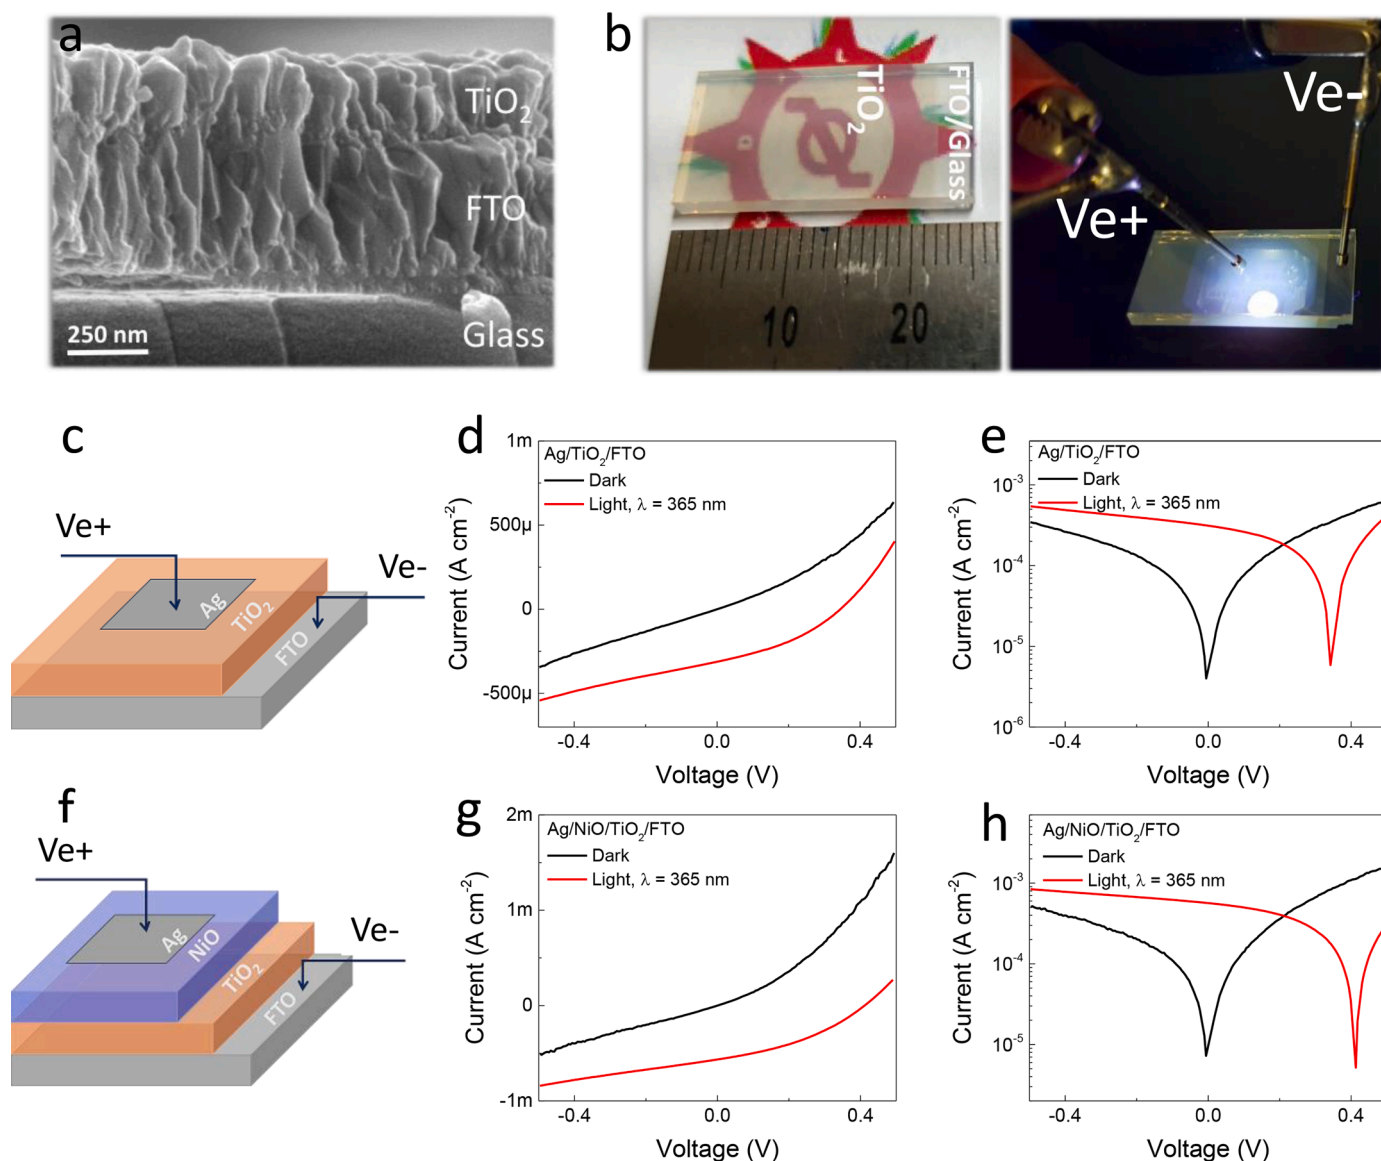 a
TiO2
FTO
Glass
250 nm
b
TiO2
FTO/Glass
10
20
Ve+
Ve-
c
Ve+
Ve-
Ag
TiO2
FTO
d
Ag/TiO2/FTO
Dark
Light, λ = 365 nm
1m
500µ
0
-500µ
Current (A cm-2)
-0.4
0.0
0.4
Voltage (V)
e
Ag/TiO2/FTO
Dark
Light, λ = 365 nm
10-3
10-4
10-5
10-6
Current (A cm-2)
-0.4
0.0
0.4
Voltage (V)
f
Ve+
Ve-
Ag
NiO
TiO2
FTO
g
Ag/NiO/TiO2/FTO
Dark
Light, λ = 365 nm
2m
1m
0
-1m
Current (A cm-2)
-0.4
0.0
0.4
Voltage (V)
h
Ag/NiO/TiO2/FTO
Dark
Light, λ = 365 nm
10-3
10-4
10-5
Current (A cm-2)
-0.4
0.0
0.4
Voltage (V)